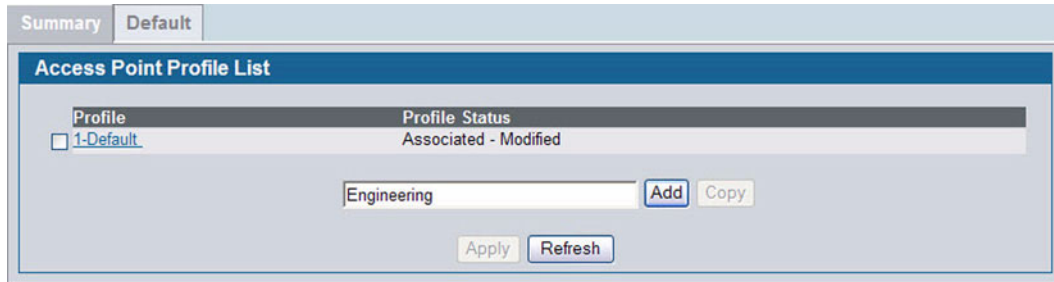 Summary Default
Access Point Profile List
Profile Profile Status
1-Default Associated - Modified
Engineering Add Copy
Apply Refresh